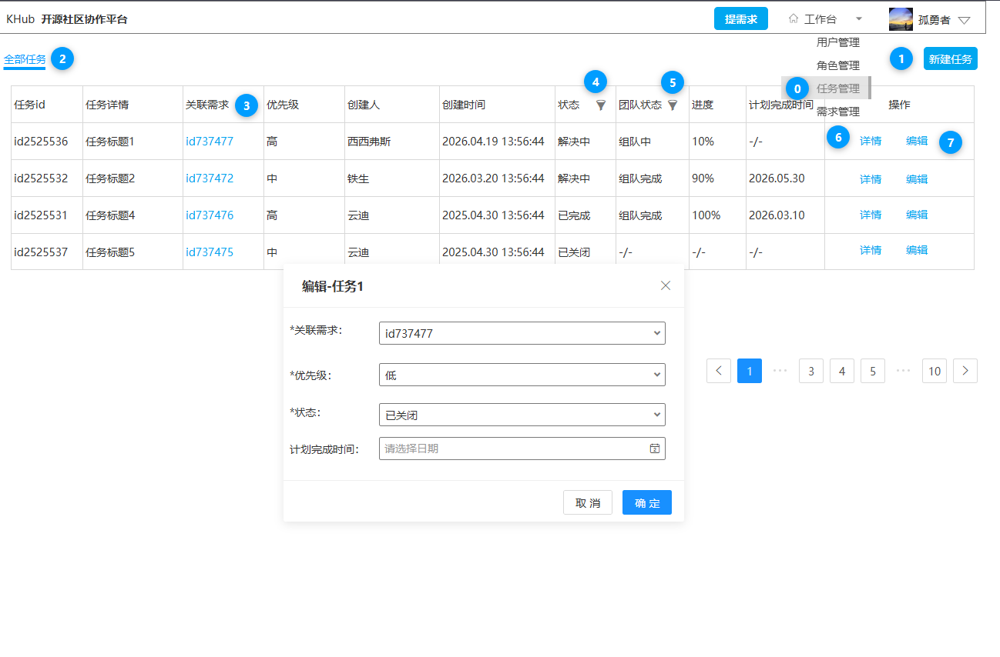 KHub 开源社区协作平台 提需求 工作台 孤勇者
用户管理
全部任务 2 1 新建任务
角色管理
0 任务管理
需求管理
4 5
任务id 任务详情 关联需求 3 优先级 创建人 创建时间 状态 团队状态 进度 计划完成时间 操作
id2525536 任务标题1 id737477 高 西西弗斯 2026.04.19 13:56:44 解决中 组队中 10% -/- 6 详情 编辑 7
id2525532 任务标题2 id737472 中 铁生 2026.03.20 13:56:44 解决中 组队完成 90% 2026.05.30 详情 编辑
id2525531 任务标题4 id737476 高 云迪 2025.04.30 13:56:44 已完成 组队完成 100% 2026.03.10 详情 编辑
id2525537 任务标题5 id737475 中 云迪 2025.04.30 13:56:44 已关闭 -/- -/- -/- 详情 编辑
编辑-任务1
*关联需求: id737477
*优先级: 低
*状态: 已关闭
计划完成时间: 请选择日期
取 消 确 定
1 ··· 3 4 5 ··· 10